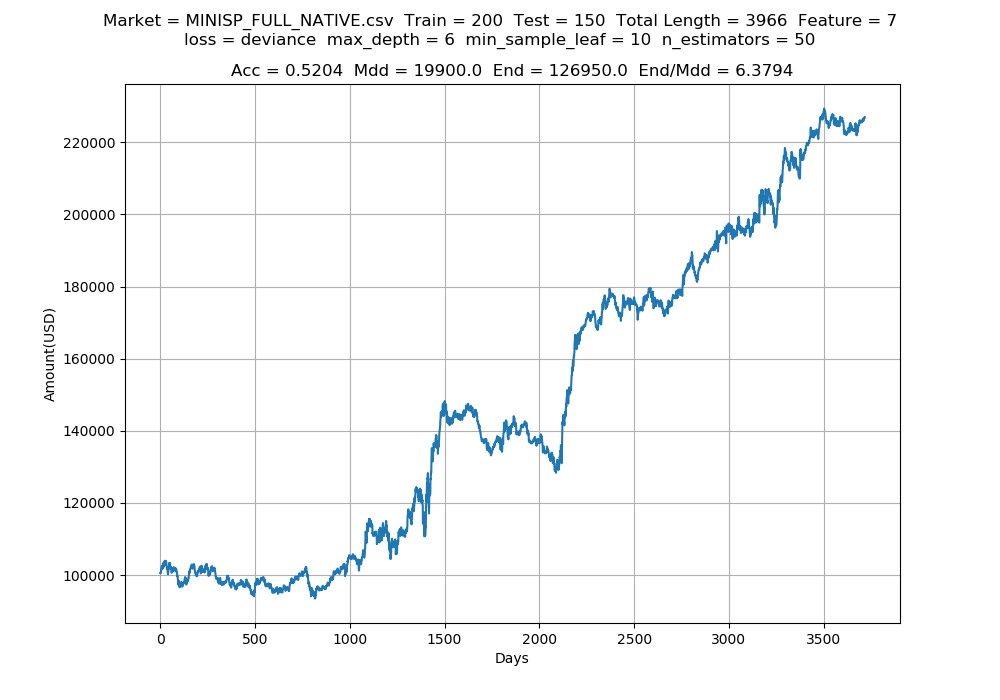 Market = MINISP_FULL_NATIVE.csv  Train = 200  Test = 150  Total Length = 3966  Feature = 7
loss = deviance  max_depth = 6  min_sample_leaf = 10  n_estimators = 50
Acc = 0.5204  Mdd = 19900.0  End = 126950.0  End/Mdd = 6.3794
220000
200000
180000
160000
140000
120000
100000
Amount(USD)
0 500 1000 1500 2000 2500 3000 3500
Days